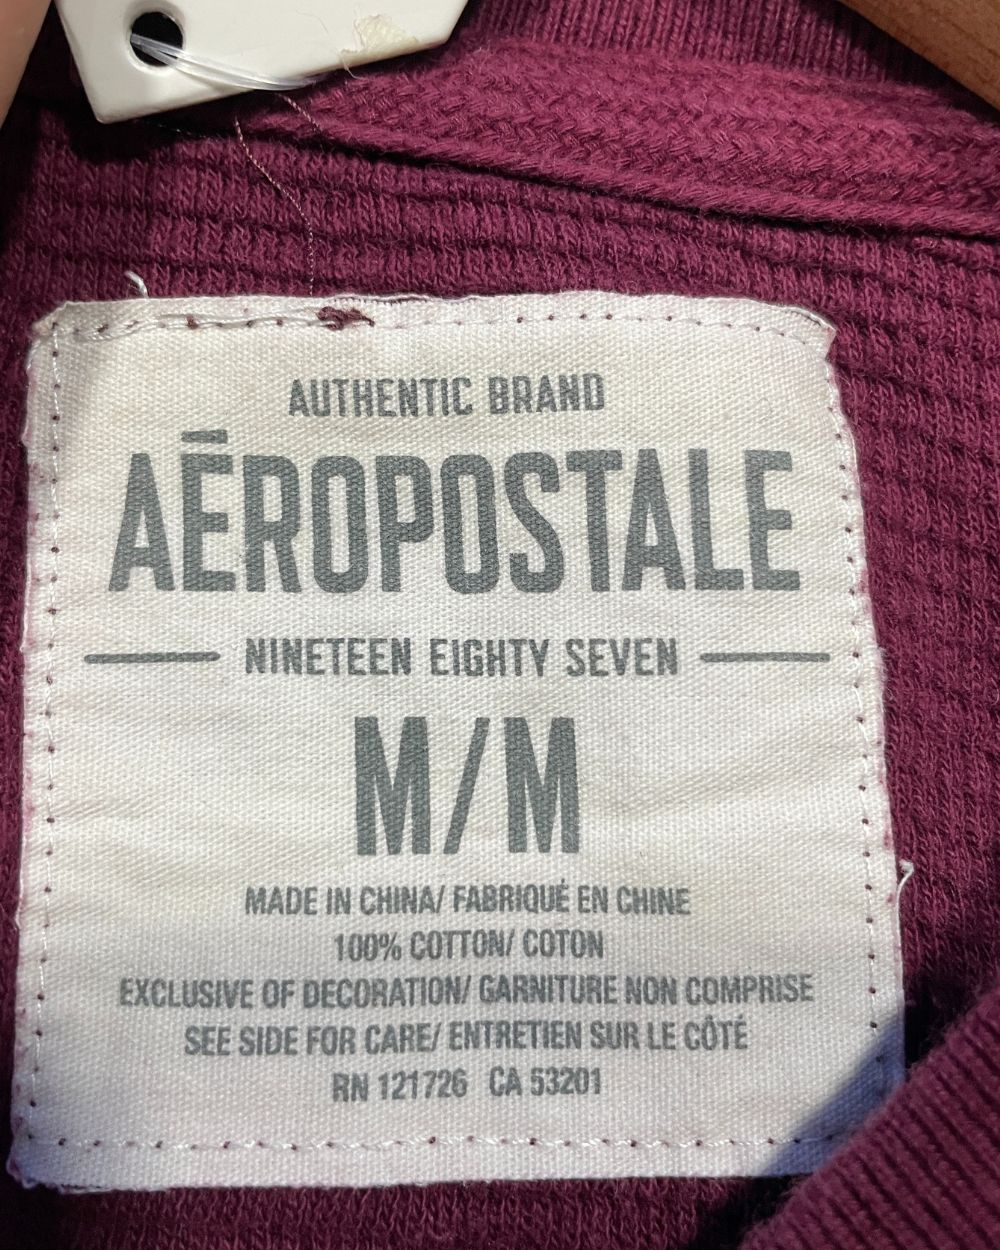 AUTHENTIC BRAND
AĒROPOSTALE
NINETEEN EIGHTY SEVEN
M/M
MADE IN CHINA/ FABRIQUÉ EN CHINE
100% COTTON/ COTON
EXCLUSIVE OF DECORATION/ GARNITURE NON COMPRISE
SEE SIDE FOR CARE/ ENTRETIEN SUR LE CÔTÉ
RN 121726 CA 53201